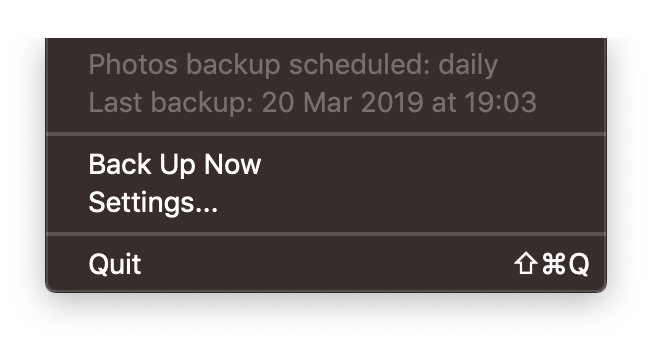 Photos backup scheduled: daily
Last backup: 20 Mar 2019 at 19:03
Back Up Now
Settings...
Quit ⇧⌘Q